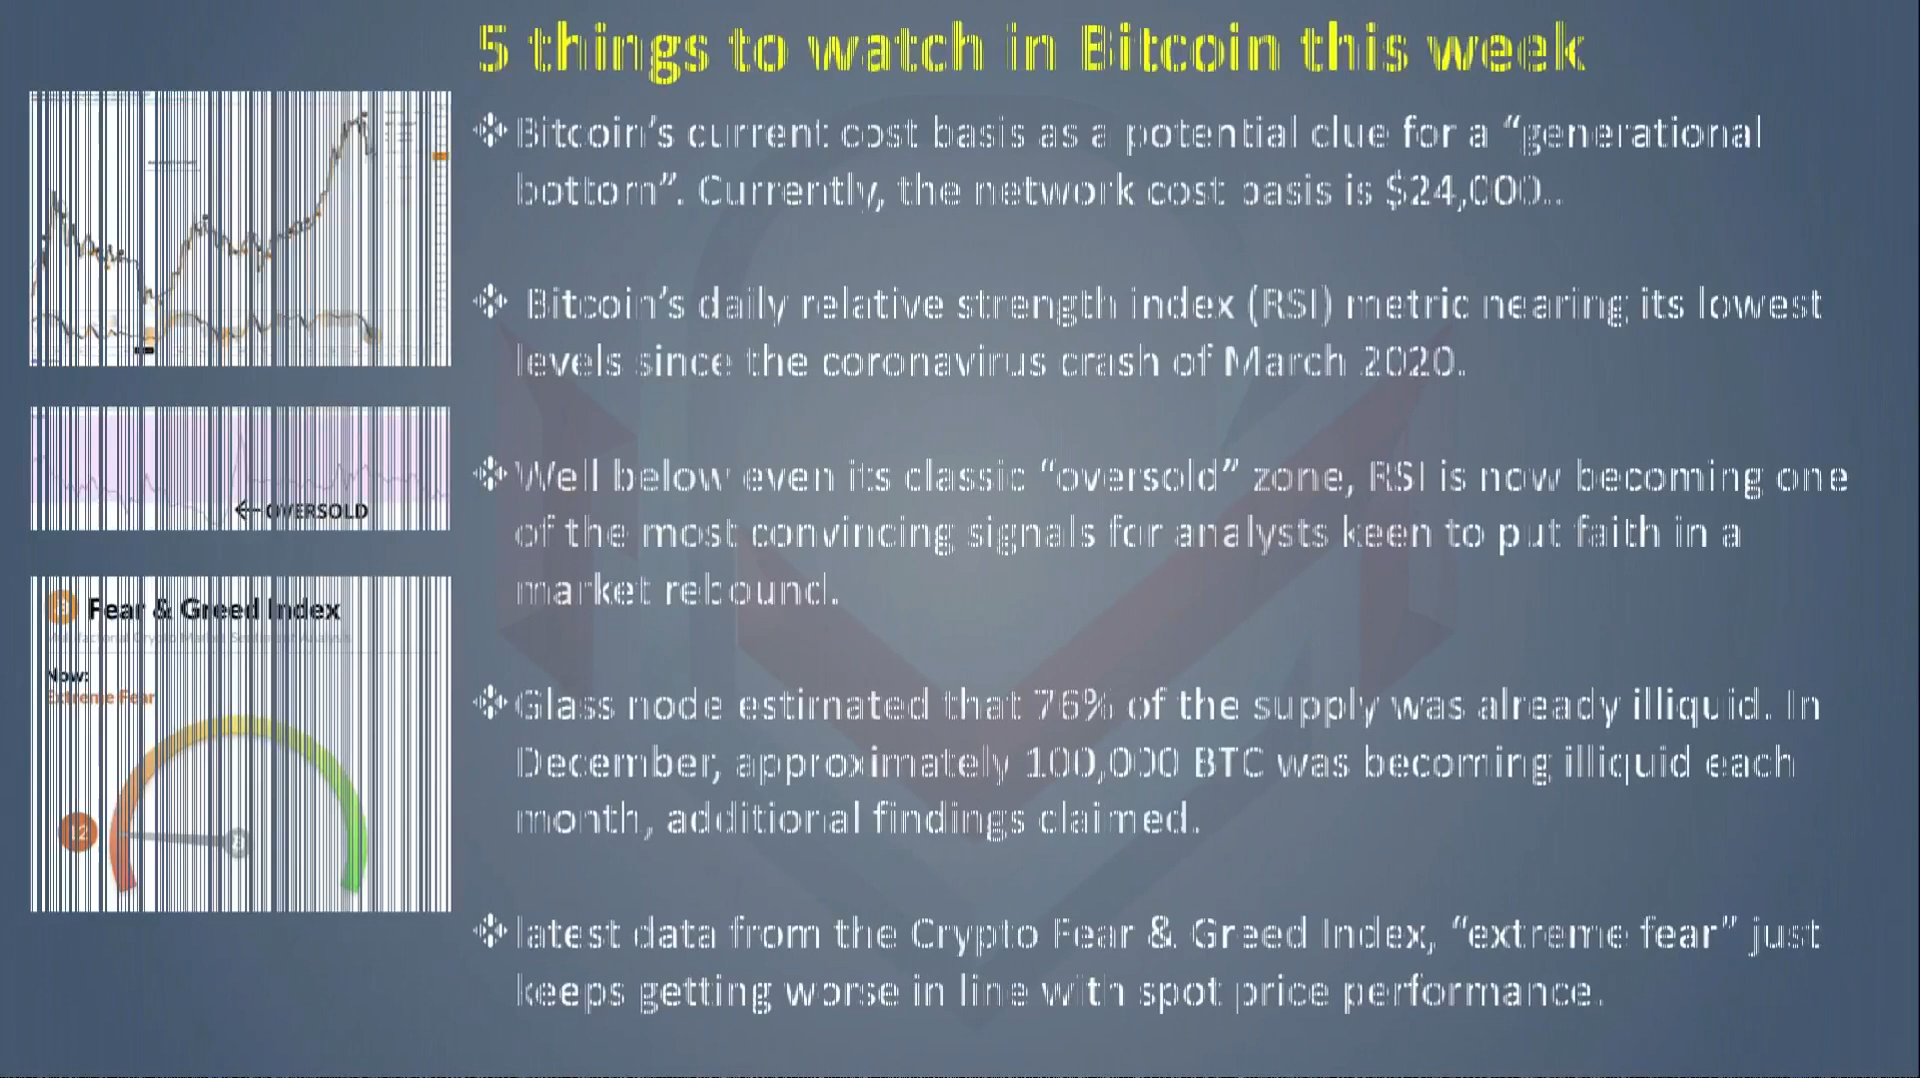 5 things to watch in Bitcoin this week
❖ Bitcoin's current cost basis as a potential clue for a “generational
bottom”. Currently, the network cost basis is $24,000..
❖ Bitcoin's daily relative strength index (RSI) metric nearing its lowest
levels since the coronavirus crash of March 2020.
❖ Well below even its classic “oversold” zone, RSI is now becoming one
of the most convincing signals for analysts keen to put faith in a
market rebound.
❖ Glass node estimated that 76% of the supply was already illiquid. In
December, approximately 100,000 BTC was becoming illiquid each
month, additional findings claimed.
❖ latest data from the Crypto Fear & Greed Index, “extreme fear” just
keeps getting worse in line with spot price performance.
OVERSOLD
Fear & Greed Index
Multifactorial Crypto Market Sentiment Analysis
Now:
Extreme Fear
12